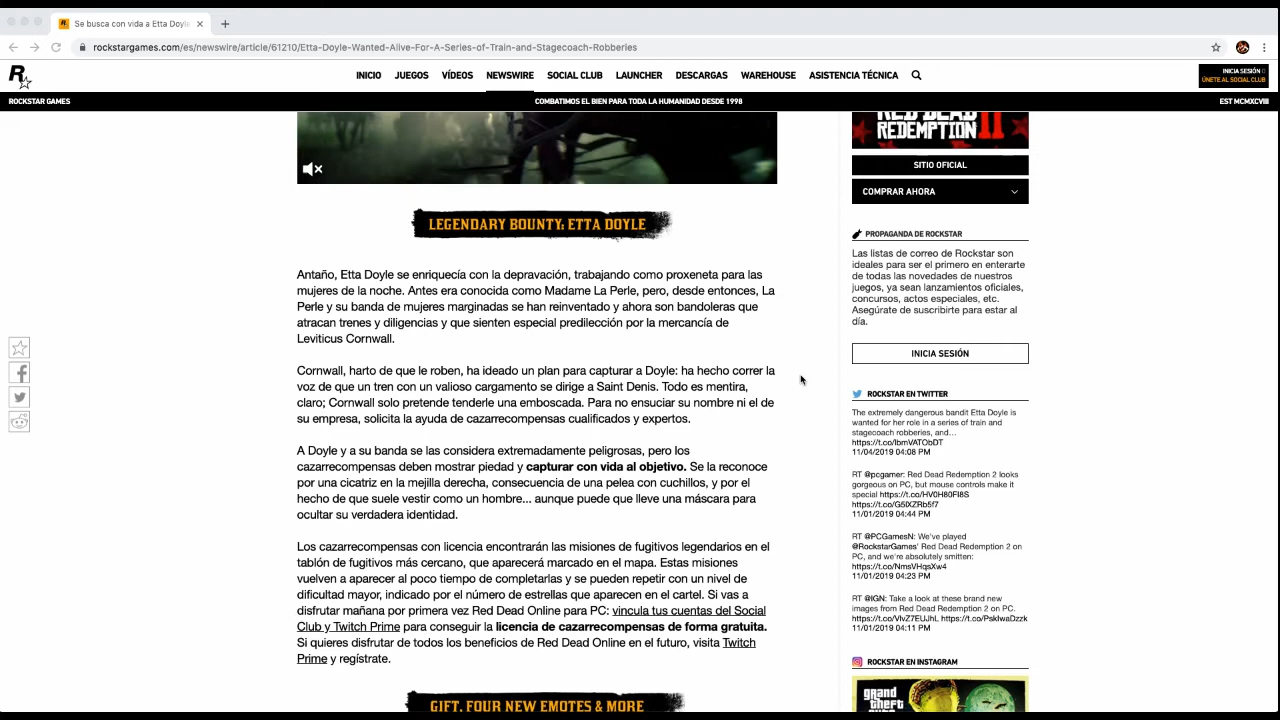 Se busca con vida a Etta Doyle
rockstargames.com/es/newswire/article/61210/Etta-Doyle-Wanted-Alive-For-A-Series-of-Train-and-Stagecoach-Robberies
INICIO JUEGOS VÍDEOS NEWSWIRE SOCIAL CLUB LAUNCHER DESCARGAS WAREHOUSE ASISTENCIA TÉCNICA
INICIA SESIÓN
ÚNETE AL SOCIAL CLUB
ROCKSTAR GAMES
COMBATIMOS EL BIEN PARA TODA LA HUMANIDAD DESDE 1998
EST MCMXCVIII
LEGENDARY BOUNTY: ETTA DOYLE
Antaño, Etta Doyle se enriquecía con la depravación, trabajando como proxeneta para las
mujeres de la noche. Antes era conocida como Madame La Perle, pero, desde entonces, La
Perle y su banda de mujeres marginadas se han reinventado y ahora son bandoleras que
atracan trenes y diligencias y que sienten especial predilección por la mercancía de
Leviticus Cornwall.
Cornwall, harto de que le roben, ha ideado un plan para capturar a Doyle: ha hecho correr la
voz de que un tren con un valioso cargamento se dirige a Saint Denis. Todo es mentira,
claro; Cornwall solo pretende tenderle una emboscada. Para no ensuciar su nombre ni el de
su empresa, solicita la ayuda de cazarrecompensas cualificados y expertos.
A Doyle y a su banda se las considera extremadamente peligrosas, pero los
cazarrecompensas deben mostrar piedad y capturar con vida al objetivo. Se la reconoce
por una cicatriz en la mejilla derecha, consecuencia de una pelea con cuchillos, y por el
hecho de que suele vestir como un hombre... aunque puede que lleve una máscara para
ocultar su verdadera identidad.
Los cazarrecompensas con licencia encontrarán las misiones de fugitivos legendarios en el
tablón de fugitivos más cercano, que aparecerá marcado en el mapa. Estas misiones
vuelven a aparecer al poco tiempo de completarlas y se pueden repetir con un nivel de
dificultad mayor, indicado por el número de estrellas que aparecen en el cartel. Si vas a
disfrutar mañana por primera vez Red Dead Online para PC: vincula tus cuentas del Social
Club y Twitch Prime para conseguir la licencia de cazarrecompensas de forma gratuita.
Si quieres disfrutar de todos los beneficios de Red Dead Online en el futuro, visita Twitch
Prime y regístrate.
GIFT, FOUR NEW EMOTES & MORE
RED DEAD
REDEMPTION II
SITIO OFICIAL
COMPRAR AHORA
PROPAGANDA DE ROCKSTAR
Las listas de correo de Rockstar son
ideales para ser el primero en enterarte
de todas las novedades de nuestros
juegos, ya sean lanzamientos oficiales,
concursos, actos especiales, etc.
Asegúrate de suscribirte para estar al
día.
INICIA SESIÓN
ROCKSTAR EN TWITTER
The extremely dangerous bandit Etta Doyle is
wanted for her role in a series of train and
stagecoach robberies, and...
https://t.co/IbmVATObDT
11/04/2019 04:08 PM
RT @pcgamer: Red Dead Redemption 2 looks
gorgeous on PC, but mouse controls make it
special https://t.co/HV0H80FI8S
https://t.co/G5lXZRb5f7
11/01/2019 04:44 PM
RT @PCGamesN: We've played
@RockstarGames' Red Dead Redemption 2 on
PC, and we're absolutely smitten:
https://t.co/NmsVHqsXw4
11/01/2019 04:23 PM
RT @IGN: Take a look at these brand new
images from Red Dead Redemption 2 on PC.
https://t.co/VlvZ7EUJhL https://t.co/PskIwaDzzk
11/01/2019 04:11 PM
ROCKSTAR EN INSTAGRAM
grand
theft